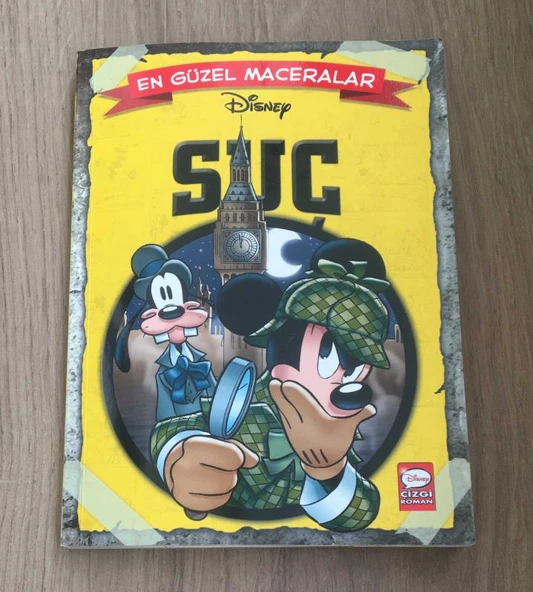 EN GÜZEL MACERALAR
Disney
SUÇ
Disney
ÇİZGİ
ROMAN